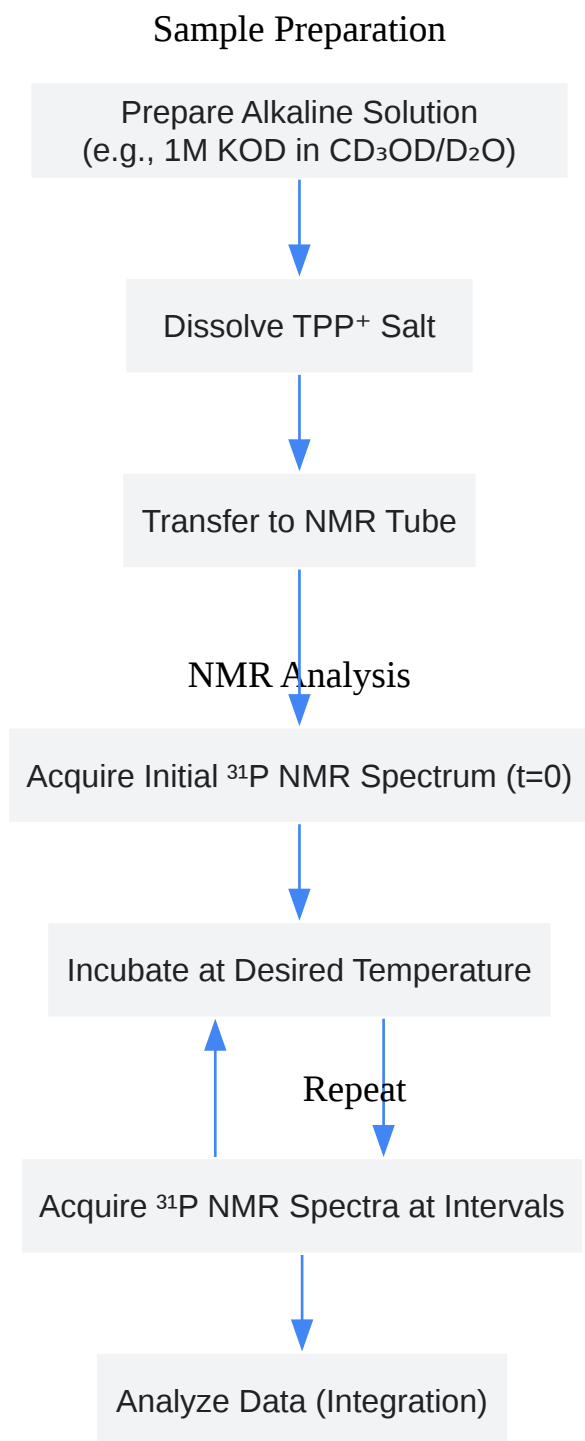 Sample Preparation
Prepare Alkaline Solution
(e.g., 1M KOD in CD₃OD/D₂O)
Dissolve TPP⁺ Salt
Transfer to NMR Tube
NMR Analysis
Acquire Initial ³¹P NMR Spectrum (t=0)
Incubate at Desired Temperature
Repeat
Acquire ³¹P NMR Spectra at Intervals
Analyze Data (Integration)